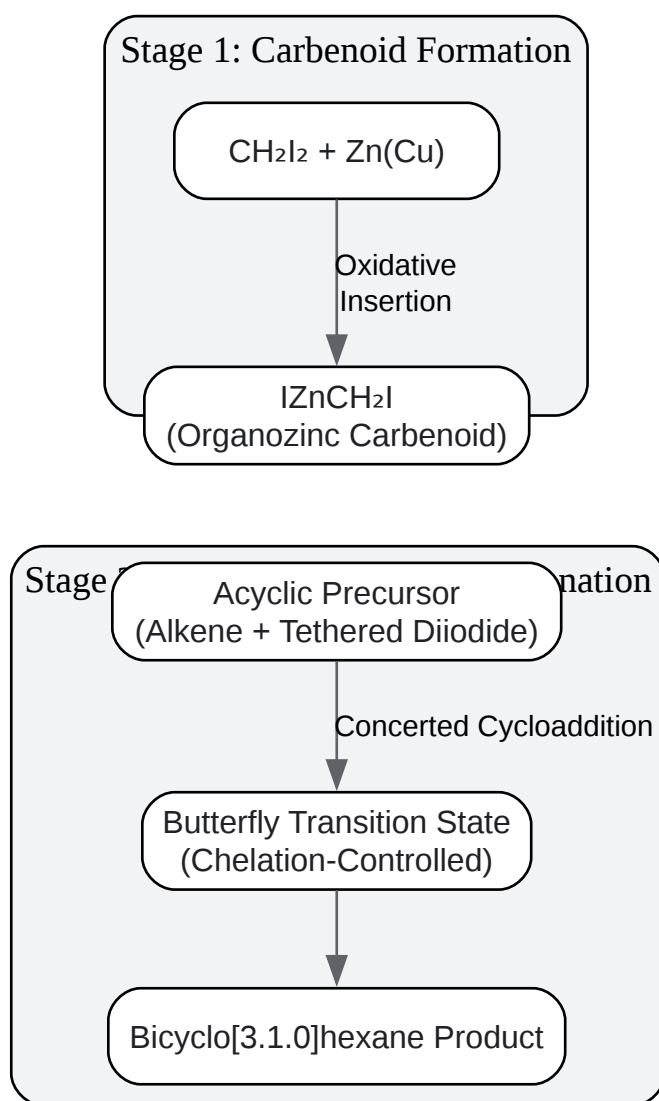 Stage 1: Carbenoid Formation
CH₂I₂ + Zn(Cu)
Oxidative
Insertion
IZnCH₂I
(Organozinc Carbenoid)
Stage
Acyclic Precursor
(Alkene + Tethered Diiodide)
Concerted Cycloaddition
Butterfly Transition State
(Chelation-Controlled)
Bicyclo[3.1.0]hexane Product